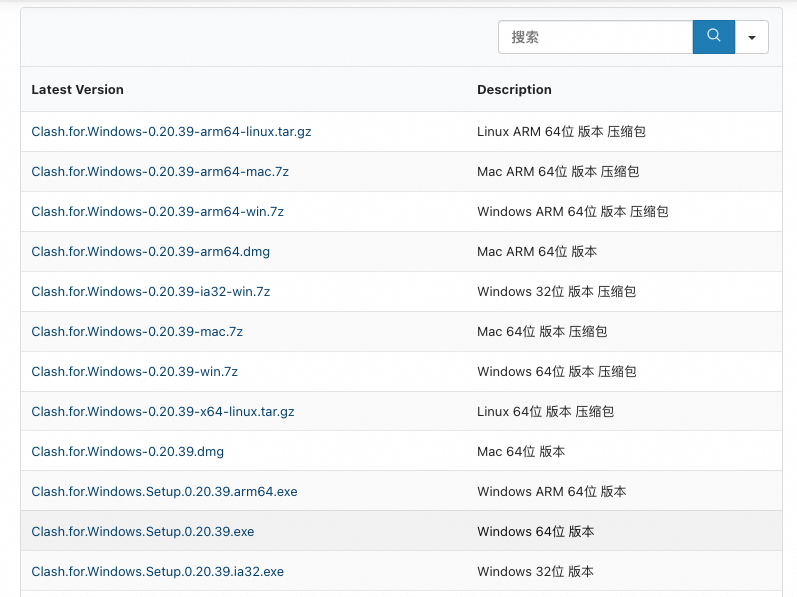 搜索
Latest Version Description
Clash.for.Windows-0.20.39-arm64-linux.tar.gz Linux ARM 64位 版本 压缩包
Clash.for.Windows-0.20.39-arm64-mac.7z Mac ARM 64位 版本 压缩包
Clash.for.Windows-0.20.39-arm64-win.7z Windows ARM 64位 版本 压缩包
Clash.for.Windows-0.20.39-arm64.dmg Mac ARM 64位 版本
Clash.for.Windows-0.20.39-ia32-win.7z Windows 32位 版本 压缩包
Clash.for.Windows-0.20.39-mac.7z Mac 64位 版本 压缩包
Clash.for.Windows-0.20.39-win.7z Windows 64位 版本 压缩包
Clash.for.Windows-0.20.39-x64-linux.tar.gz Linux 64位 版本 压缩包
Clash.for.Windows-0.20.39.dmg Mac 64位 版本
Clash.for.Windows.Setup.0.20.39.arm64.exe Windows ARM 64位 版本
Clash.for.Windows.Setup.0.20.39.exe Windows 64位 版本
Clash.for.Windows.Setup.0.20.39.ia32.exe Windows 32位 版本